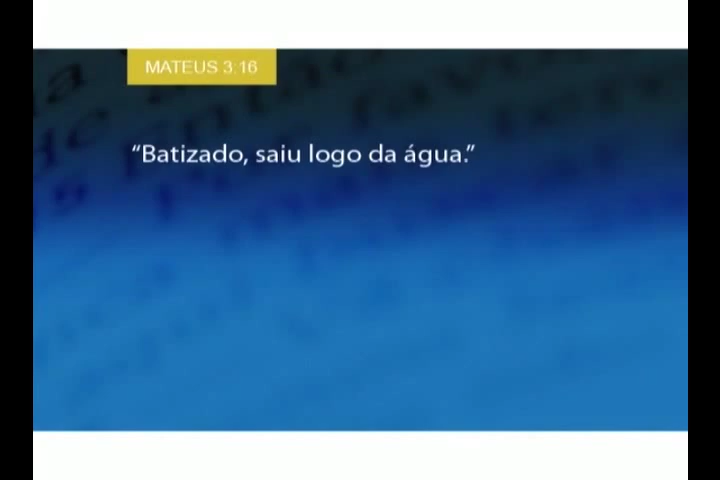 MATEUS 3:16
“Batizado, saiu logo da água.”